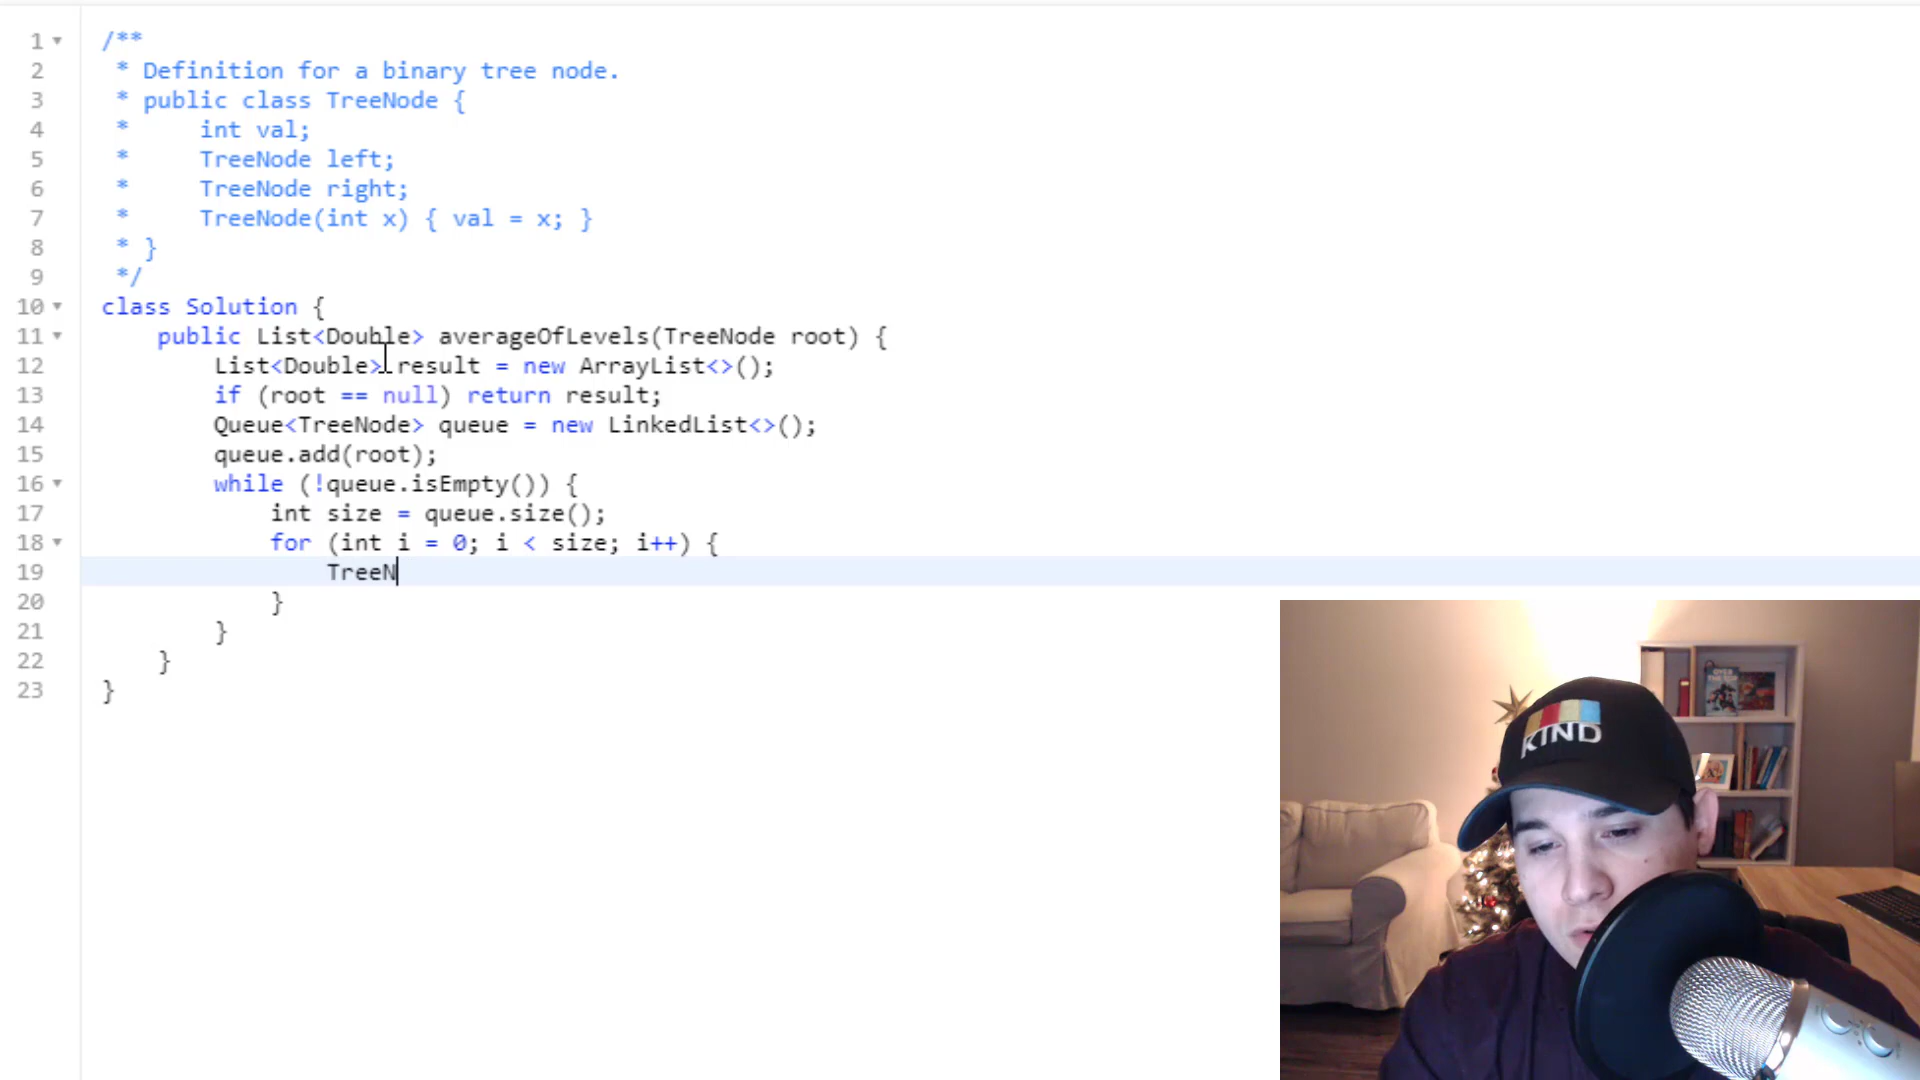 1 /**
2 * Definition for a binary tree node.
3 * public class TreeNode {
4 *     int val;
5 *     TreeNode left;
6 *     TreeNode right;
7 *     TreeNode(int x) { val = x; }
8 * }
9 */
10 class Solution {
11     public List<Double> averageOfLevels(TreeNode root) {
12         List<Double> result = new ArrayList<>();
13         if (root == null) return result;
14         Queue<TreeNode> queue = new LinkedList<>();
15         queue.add(root);
16         while (!queue.isEmpty()) {
17             int size = queue.size();
18             for (int i = 0; i < size; i++) {
19                 TreeN
20             }
21         }
22     }
23 }
KIND